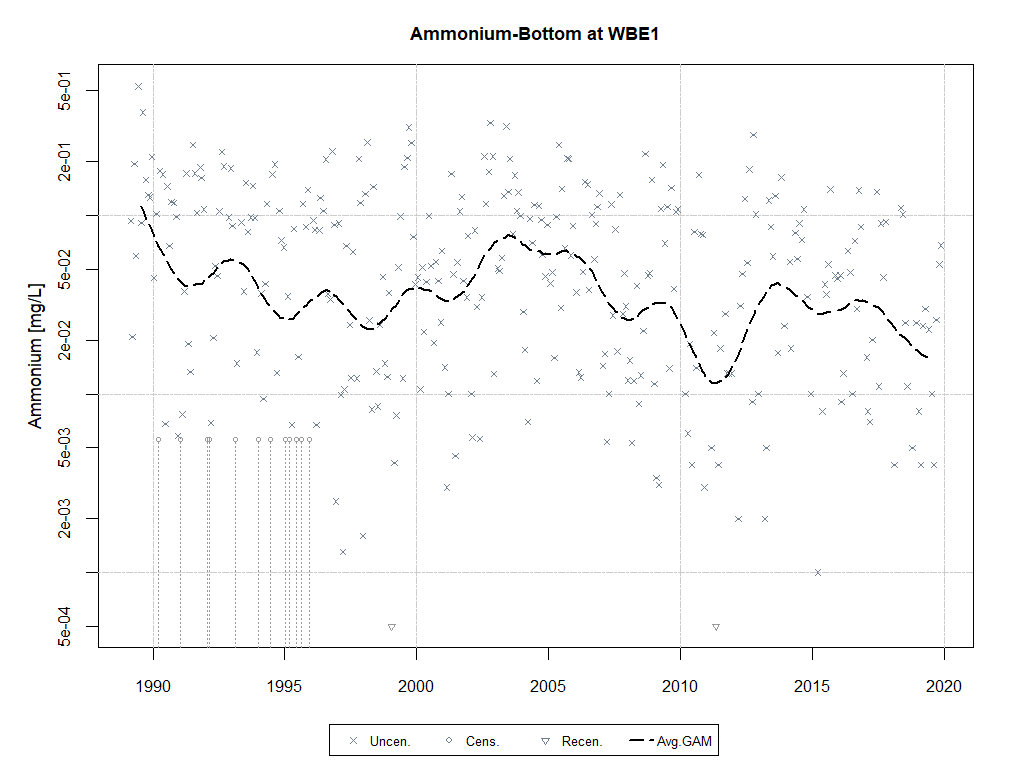 Ammonium-Bottom at WBE1
Ammonium [mg/L]
5e-01
2e-01
5e-02
2e-02
5e-03
2e-03
5e-04
1990 1995 2000 2005 2010 2015 2020
Uncen. Cens. Recen. Avg.GAM